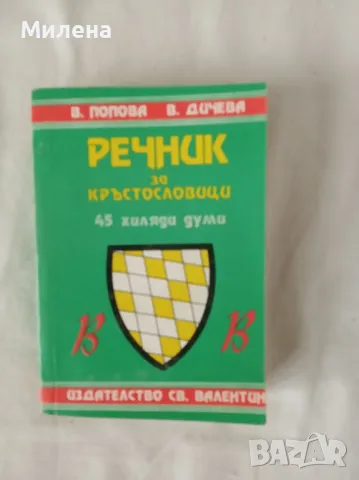 Милена
В. ПОПОВА В. ДИЧЕВА
РЕЧНИК
за
КРЪСТОСЛОВИЦИ
45 хиляди думи
В В
ИЗДАТЕЛСТВО СВ. ВАЛЕНТИН
BAZAR